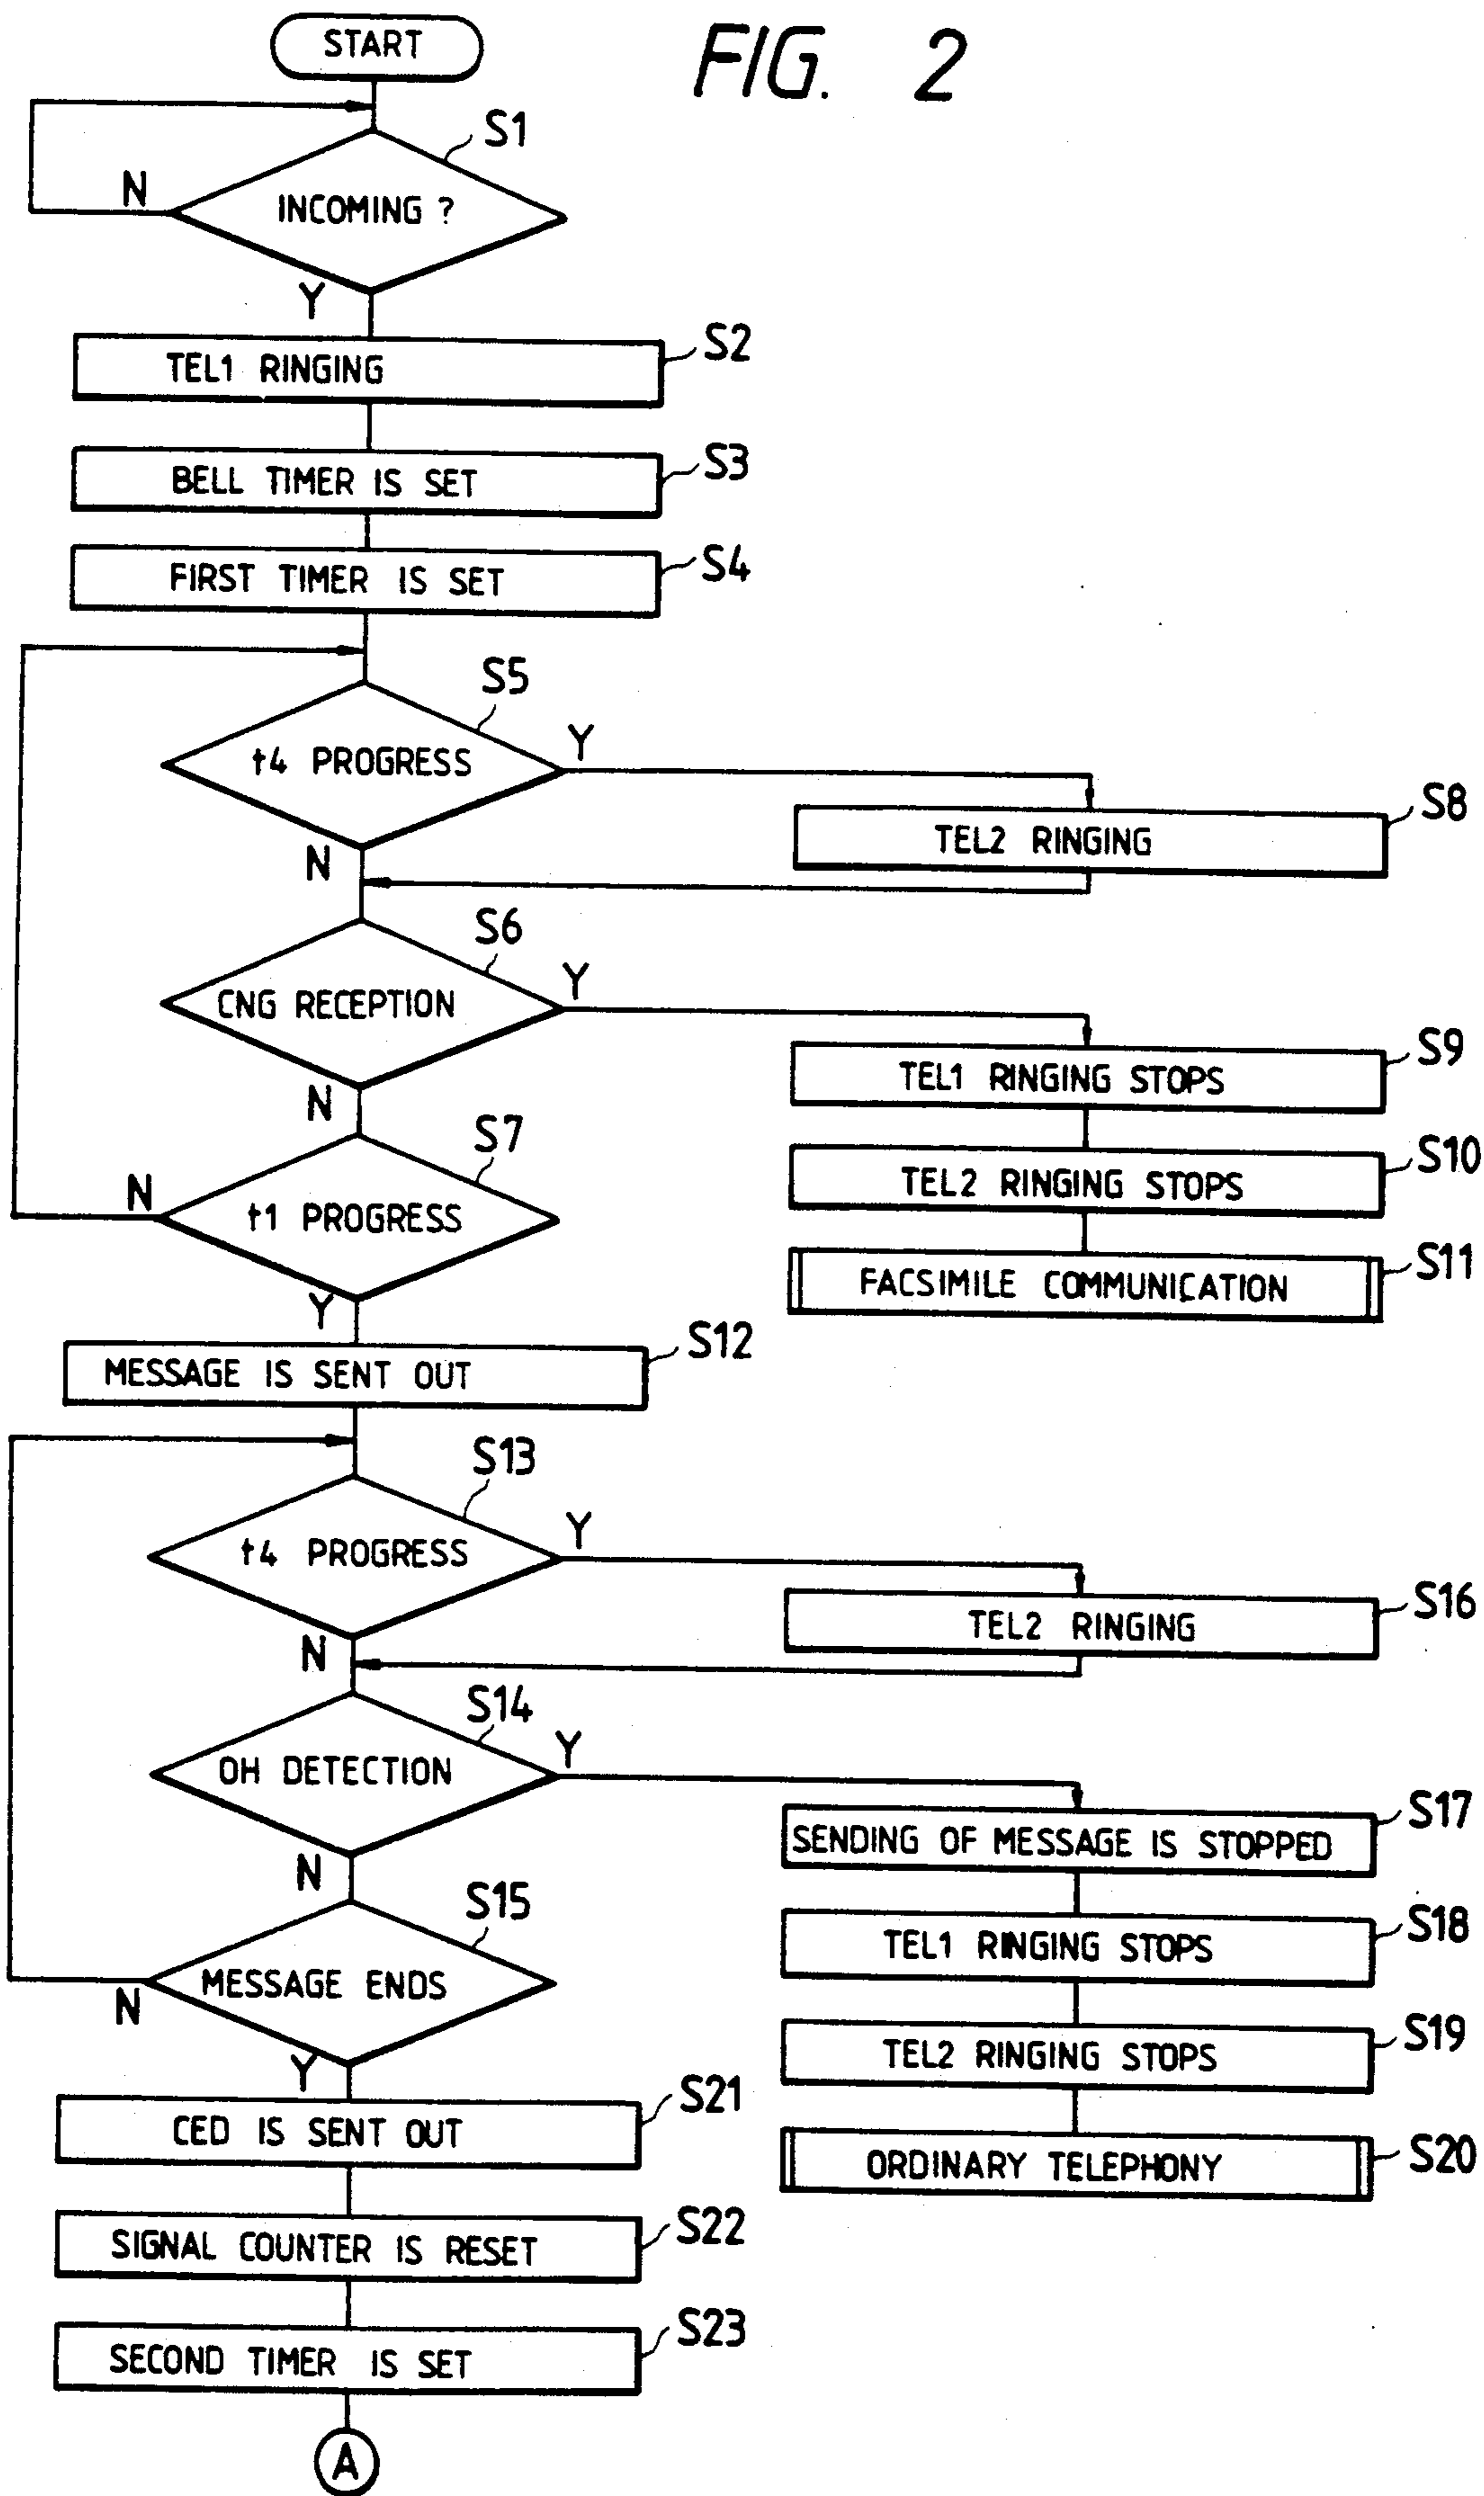 START
FIG. 2
S1
N
INCOMING ?
Y
S2
TEL1 RINGING
S3
BELL TIMER IS SET
S4
FIRST TIMER IS SET
S5
t4 PROGRESS
Y
N
S8
TEL2 RINGING
S6
CNG RECEPTION
Y
N
S9
TEL1 RINGING STOPS
S7
N
t1 PROGRESS
Y
S10
TEL2 RINGING STOPS
S11
FACSIMILE COMMUNICATION
S12
MESSAGE IS SENT OUT
S13
t4 PROGRESS
Y
N
S16
TEL2 RINGING
S14
OH DETECTION
Y
N
S17
SENDING OF MESSAGE IS STOPPED
S15
MESSAGE ENDS
N
Y
S18
TEL1 RINGING STOPS
S19
TEL2 RINGING STOPS
S21
CED IS SENT OUT
S20
ORDINARY TELEPHONY
S22
SIGNAL COUNTER IS RESET
S23
SECOND TIMER IS SET
A